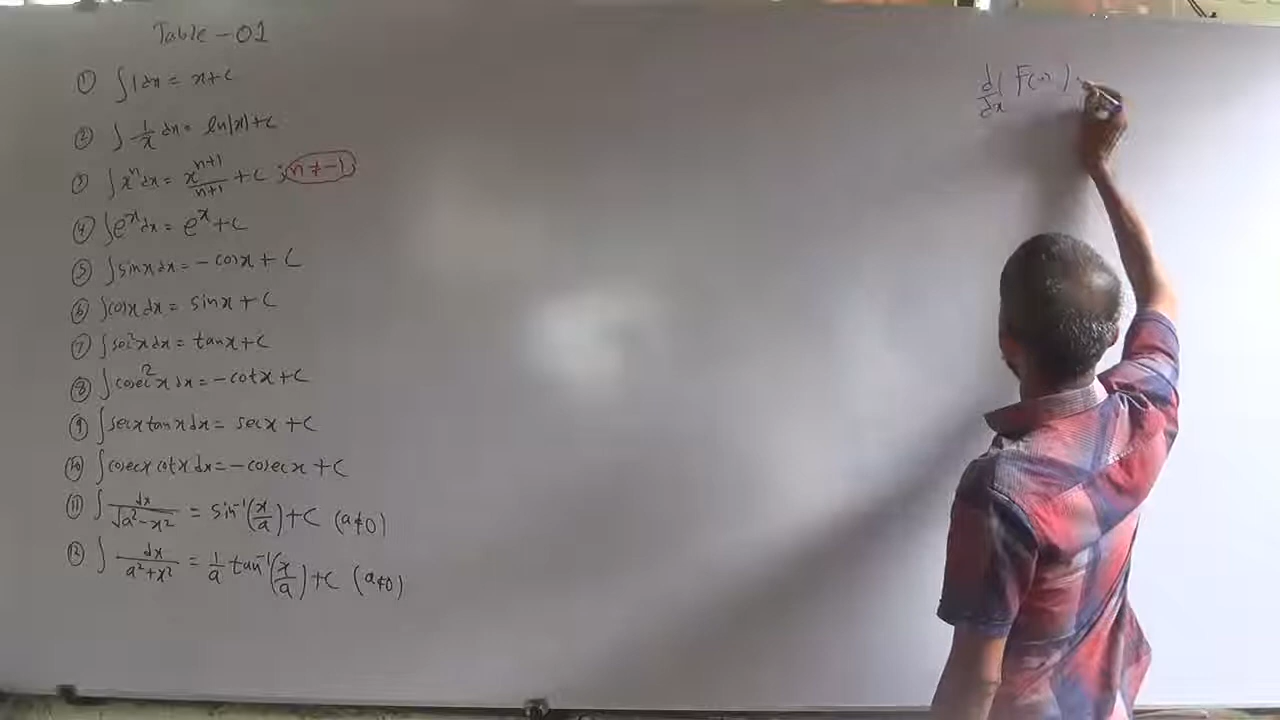 Table - 01
① ∫1dx = x+c
② ∫ 1/x dx = ln|x|+c
③ ∫x^n dx = x^(n+1)/(n+1) + c ; (n ≠ -1)
④ ∫e^x dx = e^x + c
⑤ ∫sinx dx = - cosx + c
⑥ ∫cosx dx = sinx + c
⑦ ∫sec²x dx = tanx + c
⑧ ∫cosec²x dx = - cotx + c
⑨ ∫secx tanx dx = secx + c
⑩ ∫cosecx cotx dx = - cosecx + c
⑪ ∫ dx/√(a²-x²) = sin⁻¹(x/a) + c (a≠0)
⑫ ∫ dx/(a²+x²) = 1/a tan⁻¹(x/a) + c (a≠0)
d/dx ( F(x) )